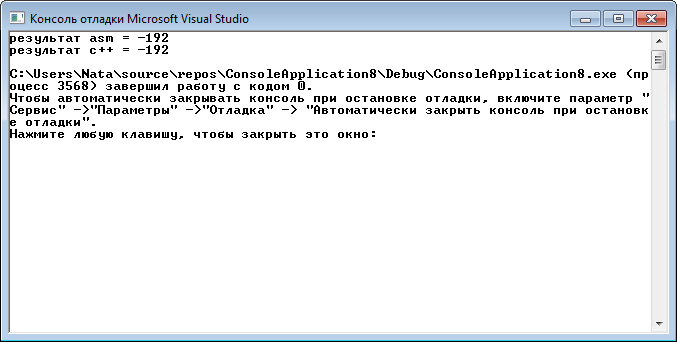 Консоль отладки Microsoft Visual Studio
результат asm = -192
результат c++ = -192
C:\Users\Nata\source\repos\ConsoleApplication8\Debug\ConsoleApplication8.exe (пр
оцесс 3568) завершил работу с кодом 0.
Чтобы автоматически закрывать консоль при остановке отладки, включите параметр "
Сервис" ->"Параметры" ->"Отладка" -> "Автоматически закрыть консоль при остановк
е отладки".
Нажмите любую клавишу, чтобы закрыть это окно: